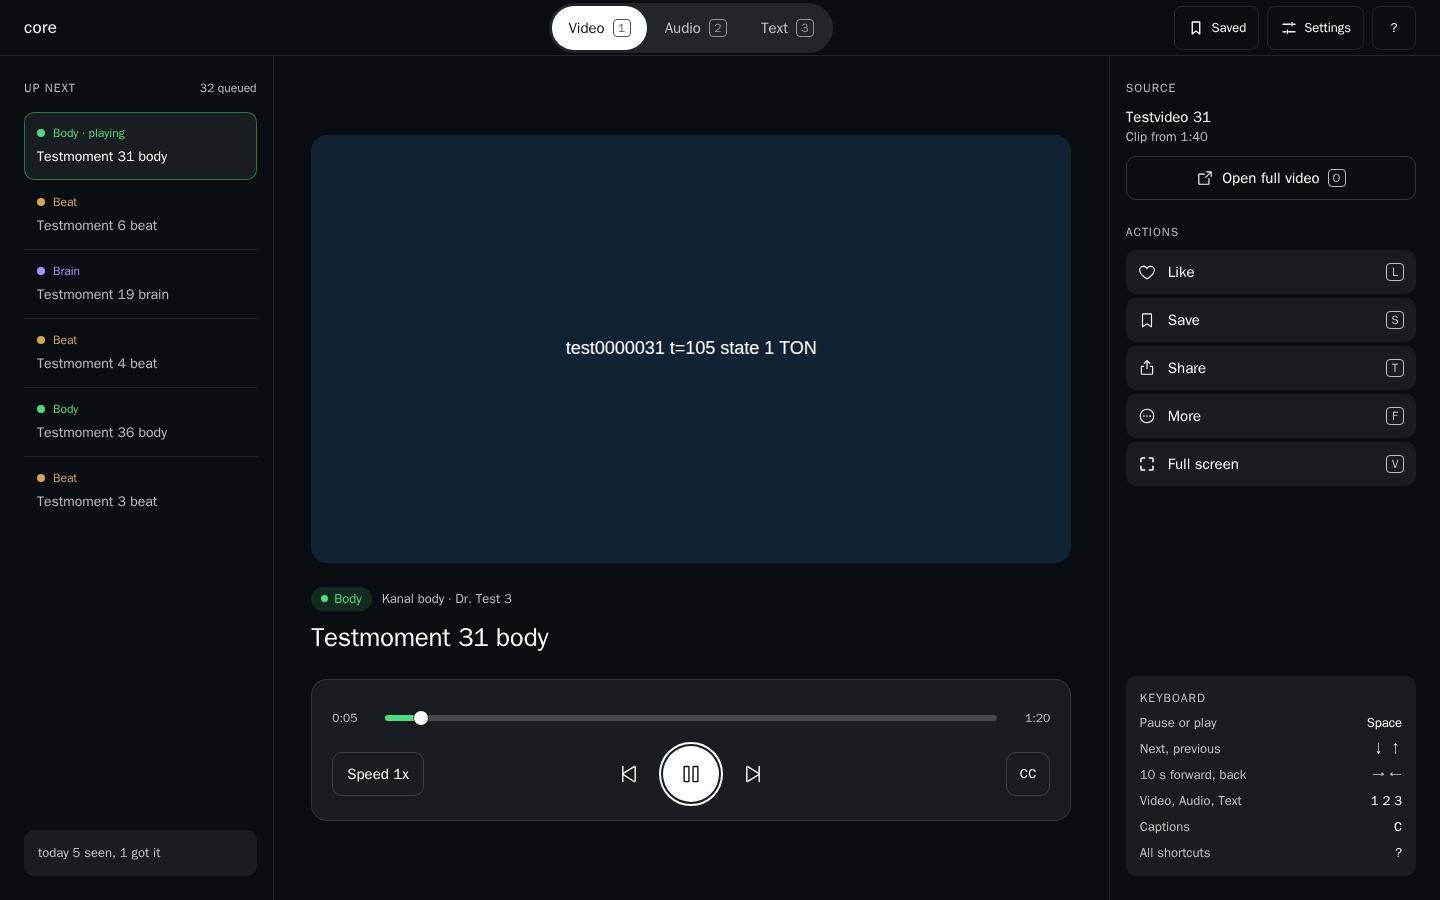 core
Video 1
Audio 2
Text 3
Saved
Settings
?
UP NEXT
32 queued
Body · playing
Testmoment 31 body
Beat
Testmoment 6 beat
Brain
Testmoment 19 brain
Beat
Testmoment 4 beat
Body
Testmoment 36 body
Beat
Testmoment 3 beat
today 5 seen, 1 got it
test0000031 t=105 state 1 TON
Body
Kanal body · Dr. Test 3
Testmoment 31 body
0:05
1:20
Speed 1x
CC
SOURCE
Testvideo 31
Clip from 1:40
Open full video O
ACTIONS
Like L
Save S
Share T
More F
Full screen V
KEYBOARD
Pause or play Space
Next, previous ↓ ↑
10 s forward, back → ←
Video, Audio, Text 1 2 3
Captions C
All shortcuts ?